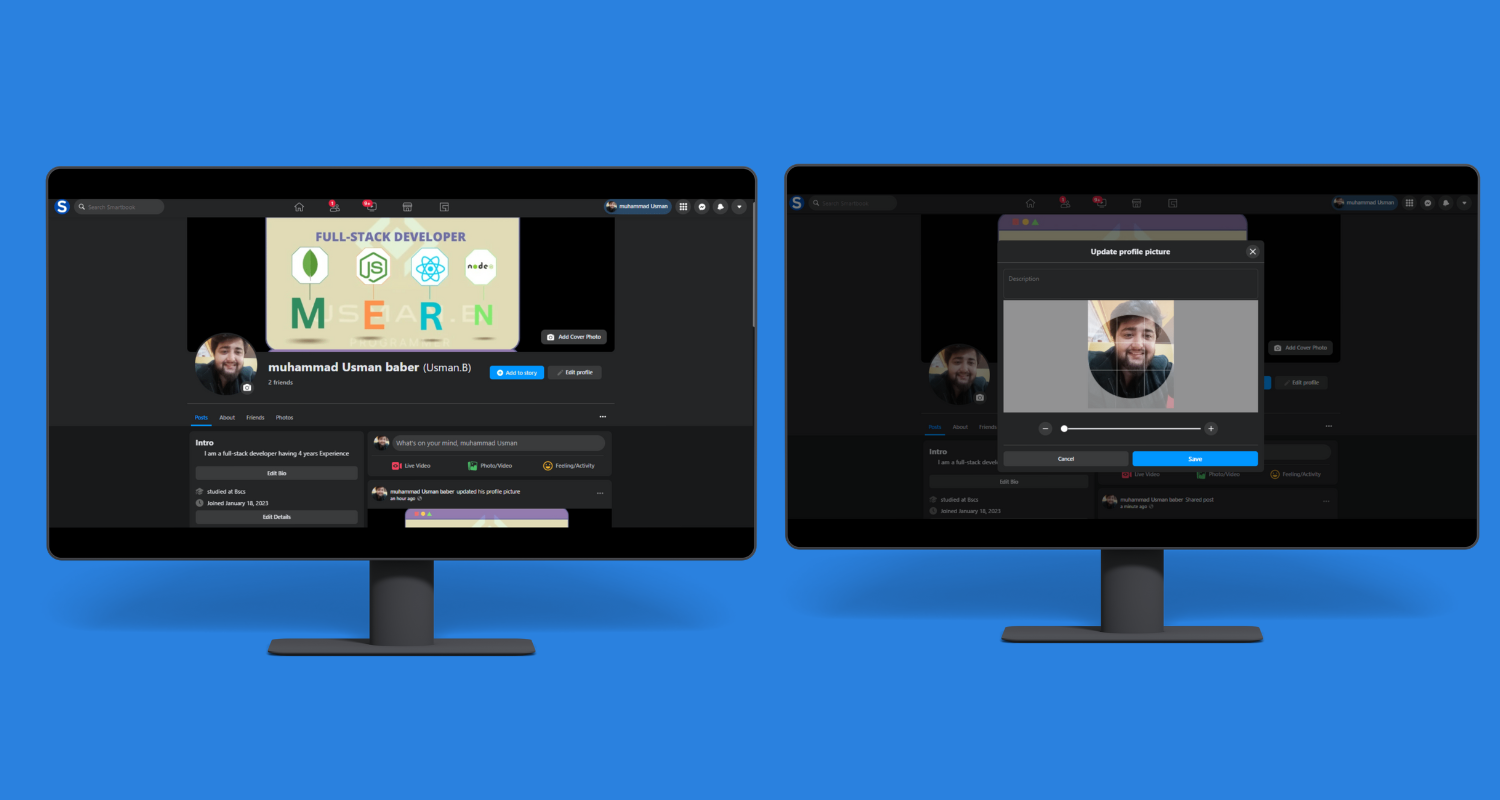 S
Search Smartbook
1
9+
muhammad Usman
FULL-STACK DEVELOPER
JS
node
M E R N
USMAN.B
PROGRAMMER
Add Cover Photo
muhammad Usman baber (Usman.B)
2 friends
Add to story
Edit profile
Posts About Friends Photos
Intro
I am a full-stack developer having 4 years Experience
Edit Bio
studied at Bscs
Joined January 18, 2023
Edit Details
What's on your mind, muhammad Usman
Live Video Photo/Video Feeling/Activity
muhammad Usman baber updated his profile picture
an hour ago
S
Search Smartbook
1
9+
muhammad Usman
Update profile picture
Description
Cancel
Save
Add Cover Photo
Edit profile
Posts About Friends
Intro
I am a full-stack devel
Edit Bio
studied at Bscs
Joined January 18, 2023
Live Video Photo/Video Feeling/Activity
muhammad Usman baber Shared post
a minute ago